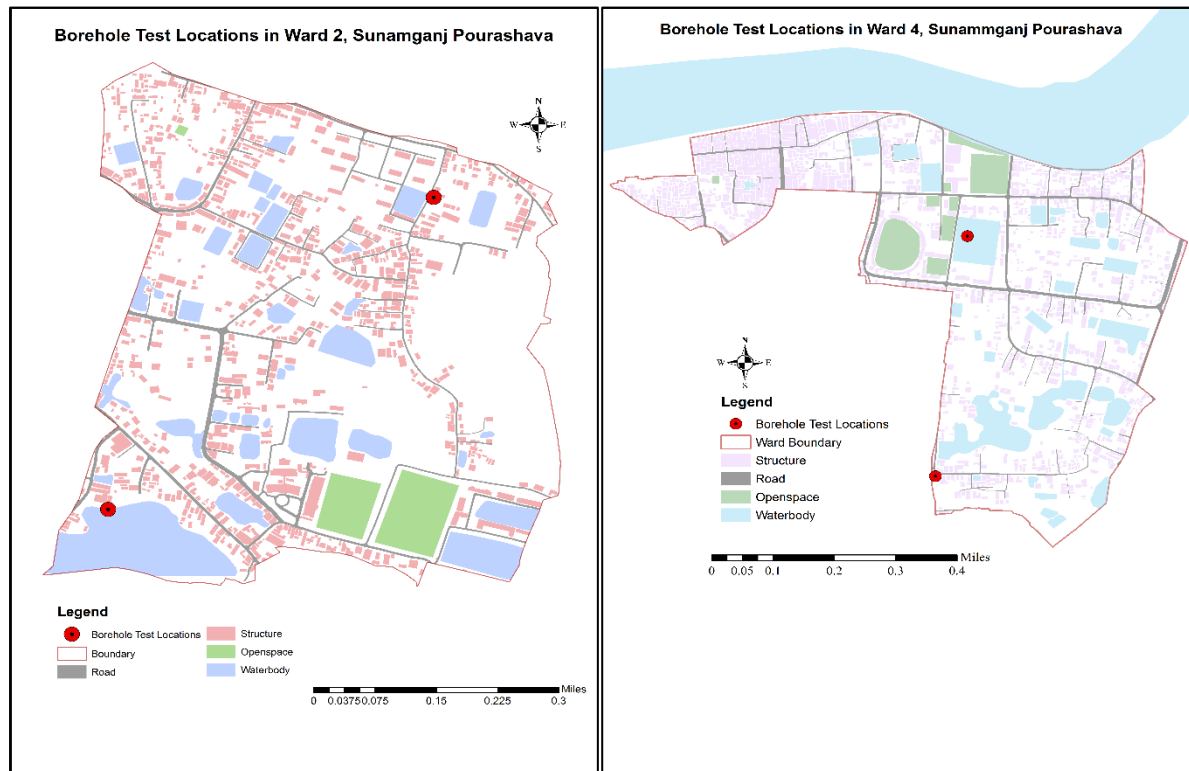 Borehole Test Locations in Ward 2, Sunamganj Pourashava
N
W E
S
Legend
Borehole Test Locations
Boundary
Road
Structure
Openspace
Waterbody
Miles
0 0.0375 0.075 0.15 0.225 0.3
Borehole Test Locations in Ward 4, Sunammganj Pourashava
N
W E
S
Legend
Borehole Test Locations
Ward Boundary
Structure
Road
Openspace
Waterbody
Miles
0 0.05 0.1 0.2 0.3 0.4